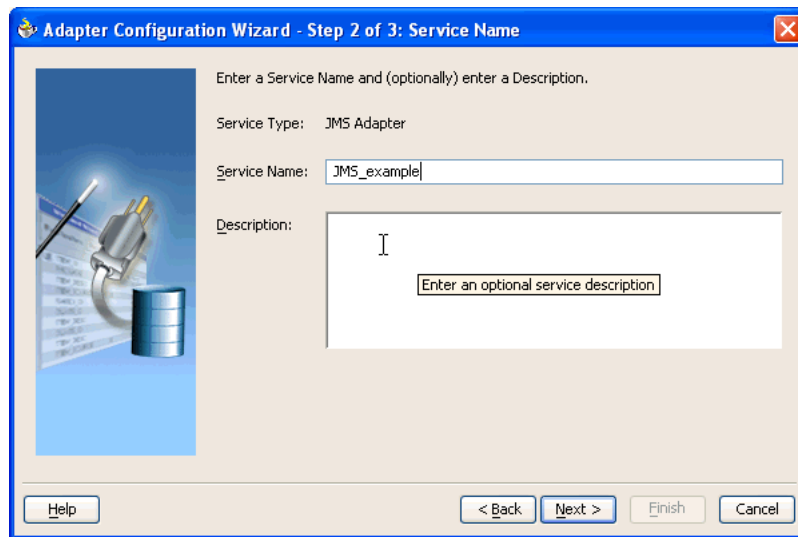 Adapter Configuration Wizard - Step 2 of 3: Service Name
Enter a Service Name and (optionally) enter a Description.
Service Type: JMS Adapter
Service Name: JMS_example
Description:
Enter an optional service description
Help < Back Next > Finish Cancel